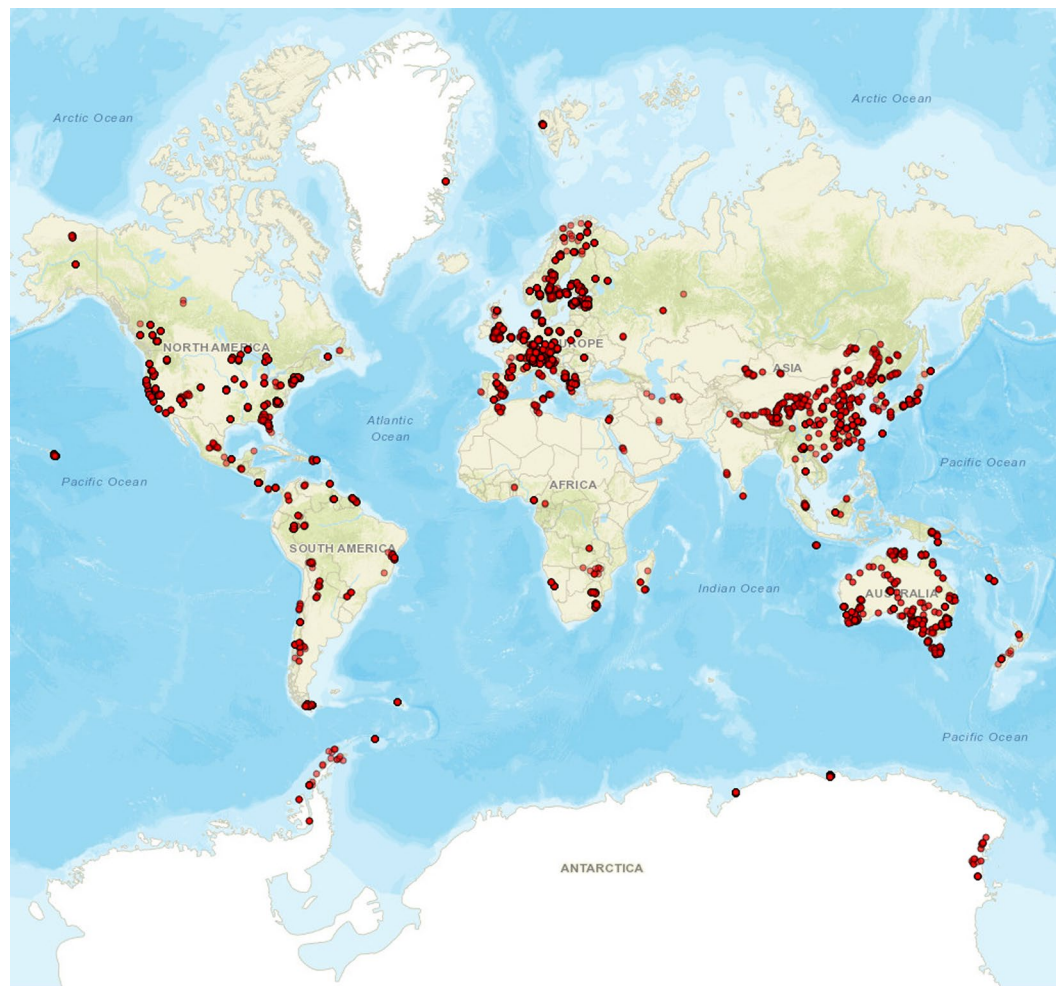 Arctic Ocean
Arctic Ocean
NORTH AMERICA
EUROPE
ASIA
Atlantic
Ocean
Pacific Ocean
Pacific Ocean
AFRICA
SOUTH AMERICA
Indian Ocean
AUSTRALIA
Pacific Ocean
ANTARCTICA